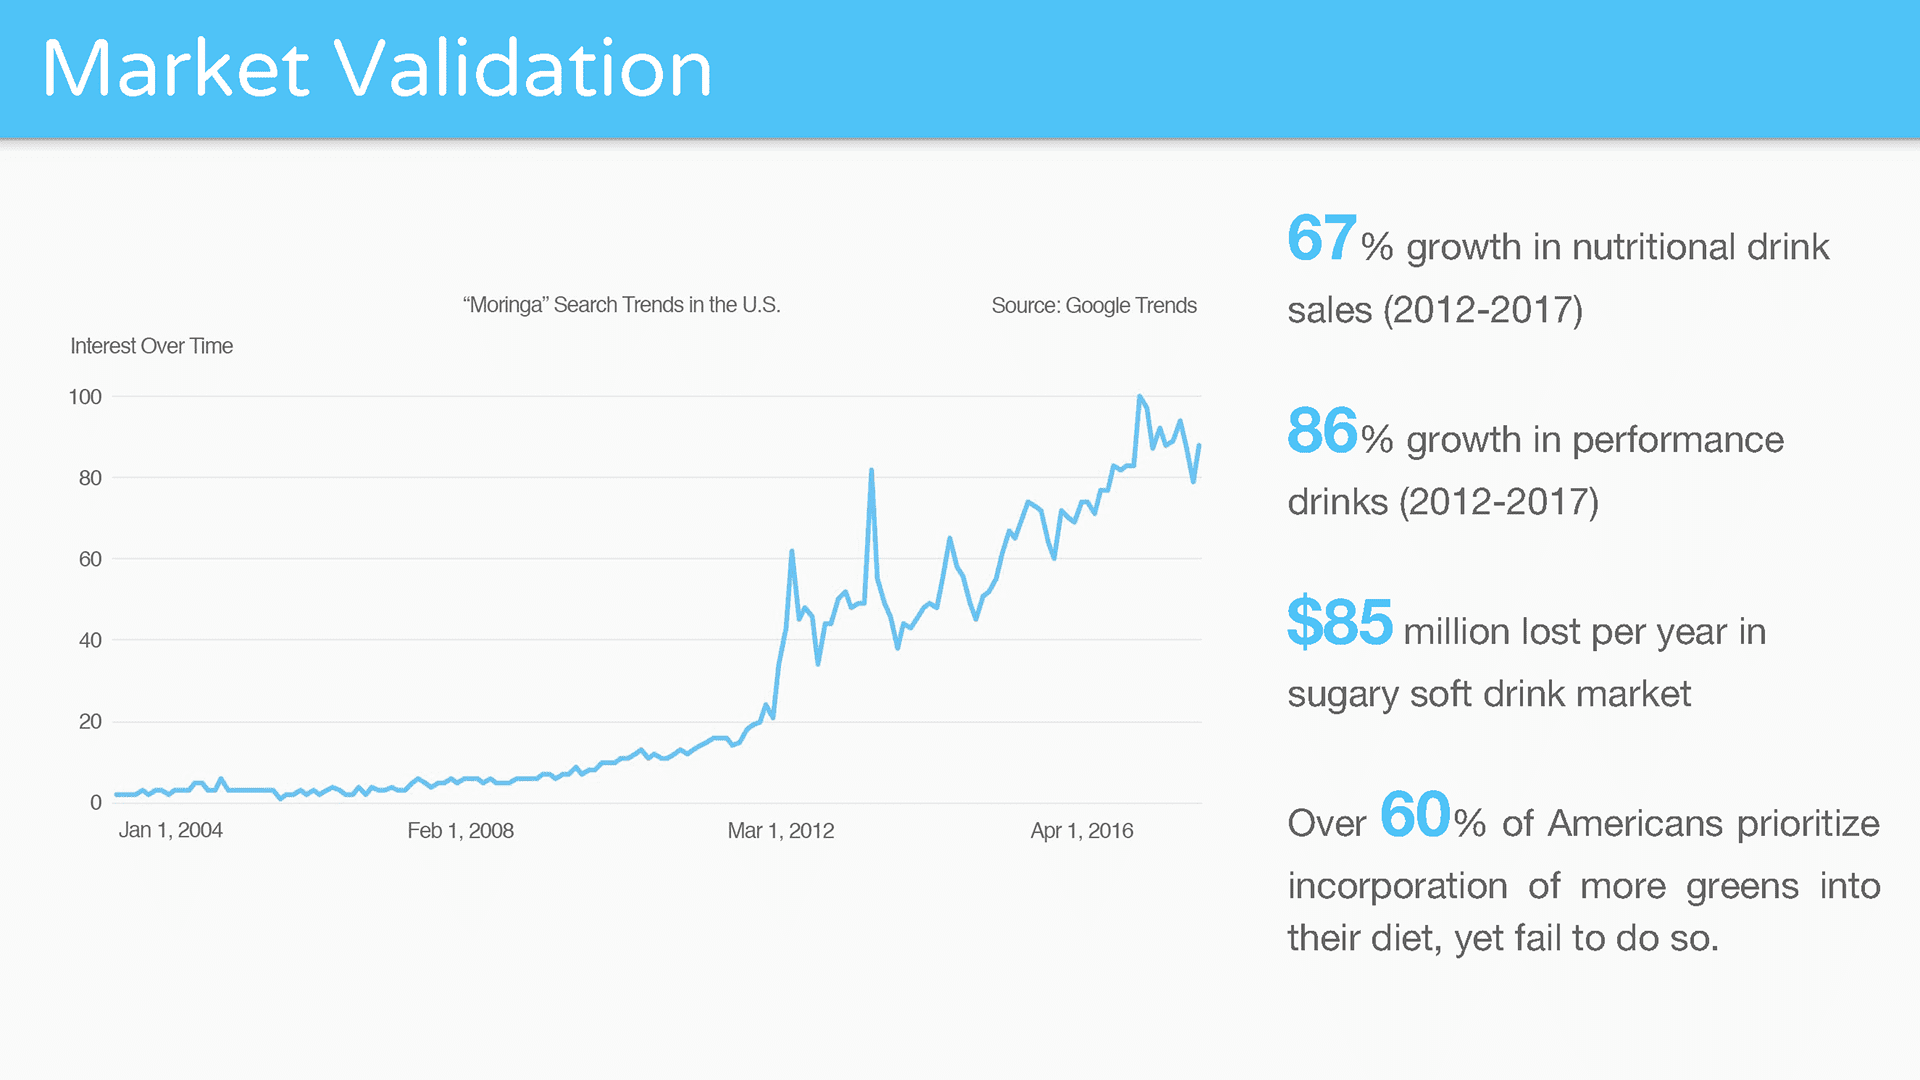 Market Validation
“Moringa” Search Trends in the U.S.
Source: Google Trends
Interest Over Time
100
80
60
40
20
0
Jan 1, 2004
Feb 1, 2008
Mar 1, 2012
Apr 1, 2016
67% growth in nutritional drink
sales (2012-2017)
86% growth in performance
drinks (2012-2017)
$85 million lost per year in
sugary soft drink market
Over 60% of Americans prioritize
incorporation of more greens into
their diet, yet fail to do so.